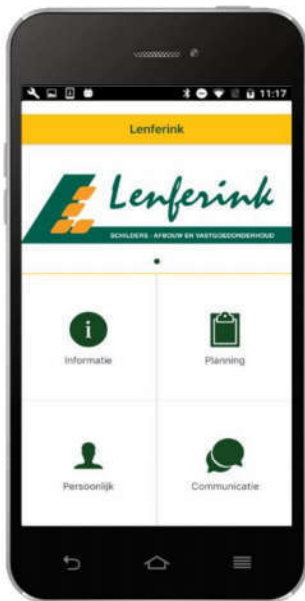 11:17
Lenferink
Lenferink
SCHILDERS - AFBOUW EN VASTGOEDONDERHOUD
Informatie
Planning
Persoonlijk
Communicatie